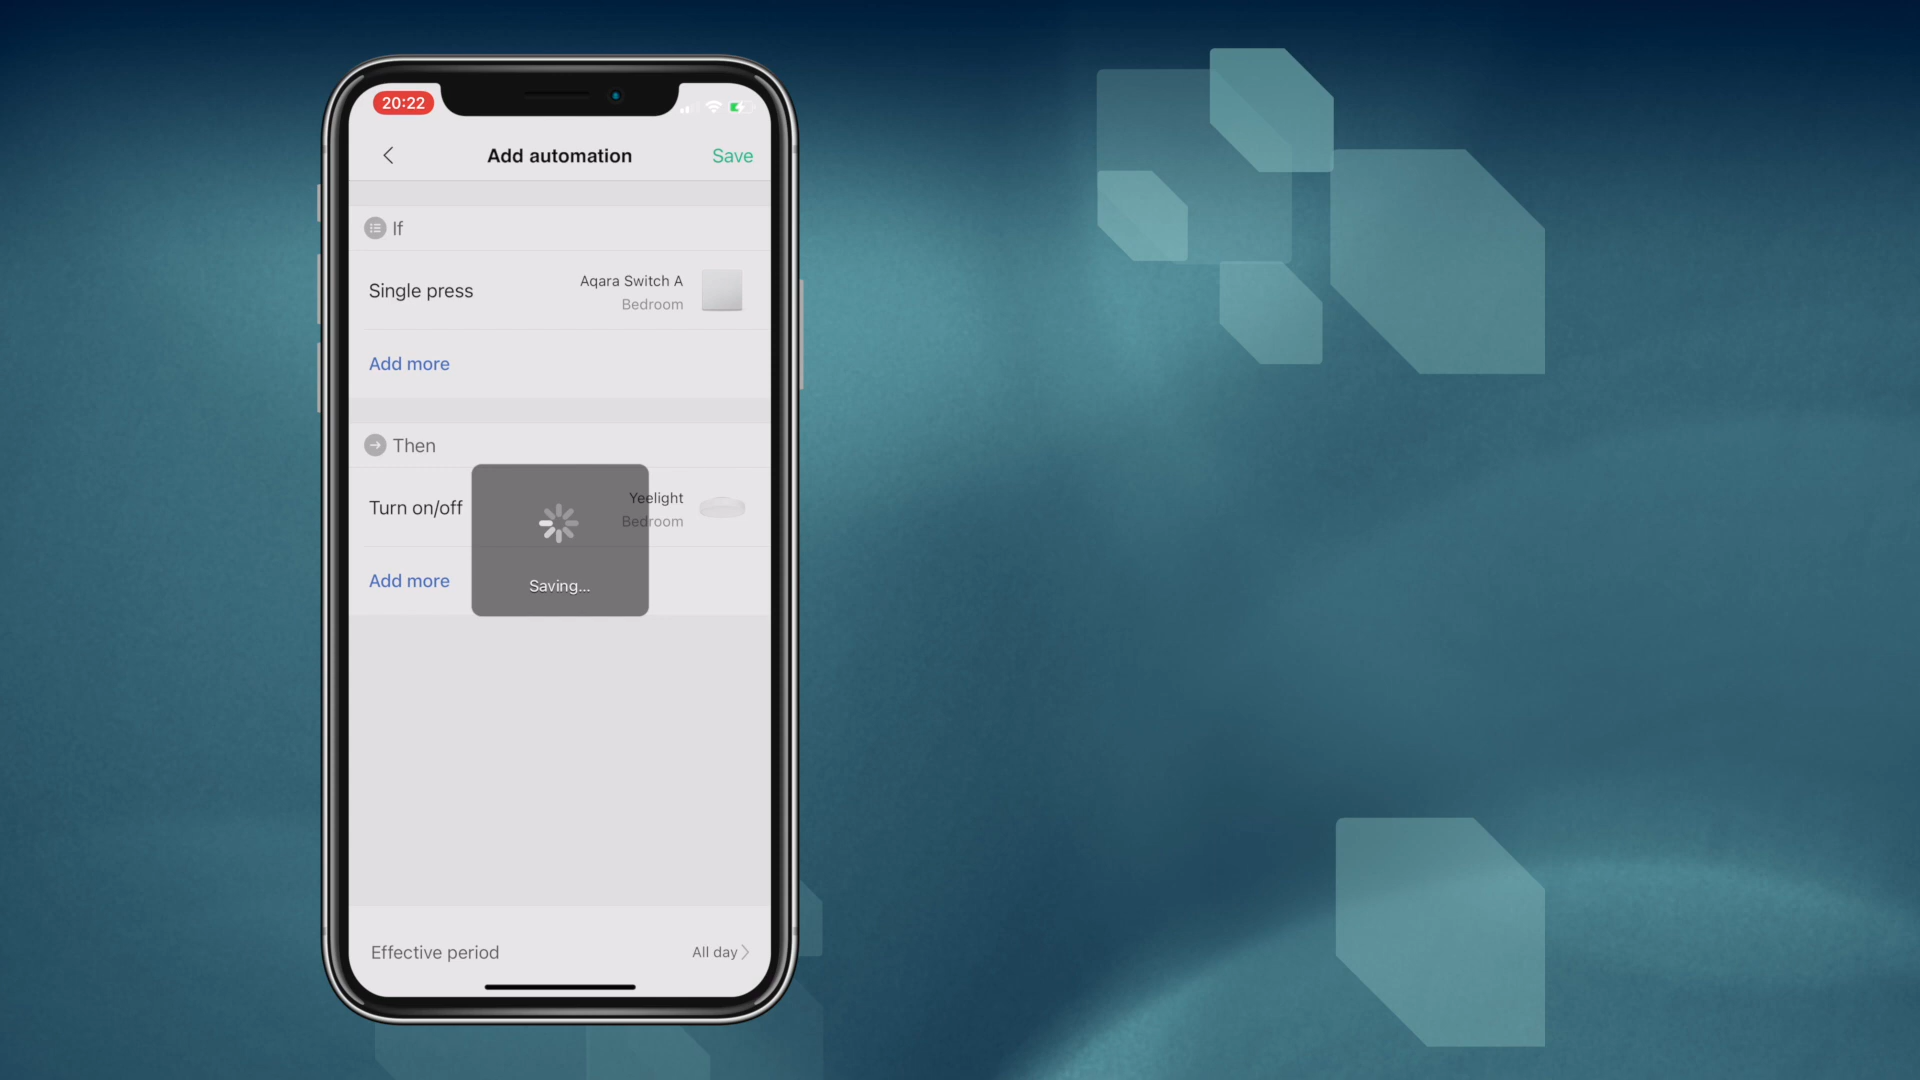 20:22
Add automation
Save
If
Single press
Aqara Switch A
Bedroom
Add more
Then
Turn on/off
Yeelight
Bedroom
Add more
Saving...
Effective period
All day